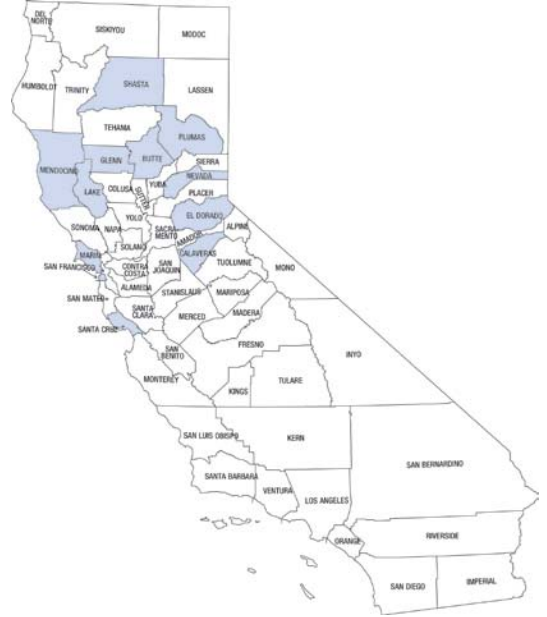 DEL
NORTE
SISKIYOU
MODOC
HUMBOLDT
TRINITY
SHASTA
LASSEN
TEHAMA
PLUMAS
MENDOCINO
GLENN
BUTTE
SIERRA
LAKE
COLUSA
SUTTER
YUBA
NEVADA
PLACER
YOLO
EL DORADO
SONOMA
NAPA
SACRA-
MENTO
AMADOR
ALPINE
SOLANO
MARIN
CALAVERAS
SAN FRANCISCO
CONTRA
COSTA
SAN
JOAQUIN
TUOLUMNE
MONO
ALAMEDA
SAN MATEO
STANISLAUS
MARIPOSA
SANTA
CLARA
SANTA CRUZ
MERCED
MADERA
SAN
BENITO
FRESNO
INYO
MONTEREY
KINGS
TULARE
SAN LUIS OBISPO
KERN
SAN BERNARDINO
SANTA BARBARA
VENTURA
LOS ANGELES
ORANGE
RIVERSIDE
SAN DIEGO
IMPERIAL